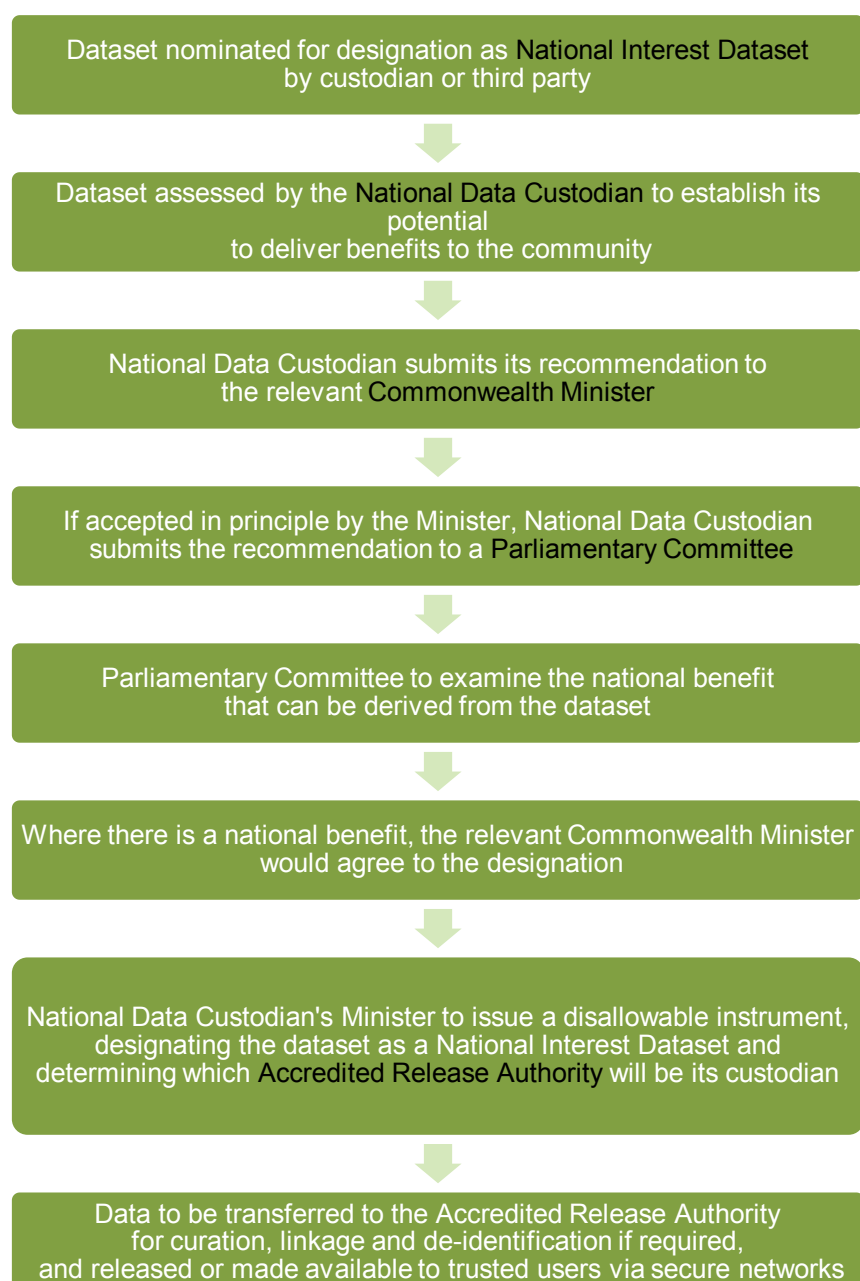 Dataset nominated for designation as National Interest Dataset
by custodian or third party
Dataset assessed by the National Data Custodian to establish its
potential
to deliver benefits to the community
National Data Custodian submits its recommendation to
the relevant Commonwealth Minister
If accepted in principle by the Minister, National Data Custodian
submits the recommendation to a Parliamentary Committee
Parliamentary Committee to examine the national benefit
that can be derived from the dataset
Where there is a national benefit, the relevant Commonwealth Minister
would agree to the designation
National Data Custodian's Minister to issue a disallowable instrument,
designating the dataset as a National Interest Dataset and
determining which Accredited Release Authority will be its custodian
Data to be transferred to the Accredited Release Authority
for curation, linkage and de-identification if required,
and released or made available to trusted users via secure networks